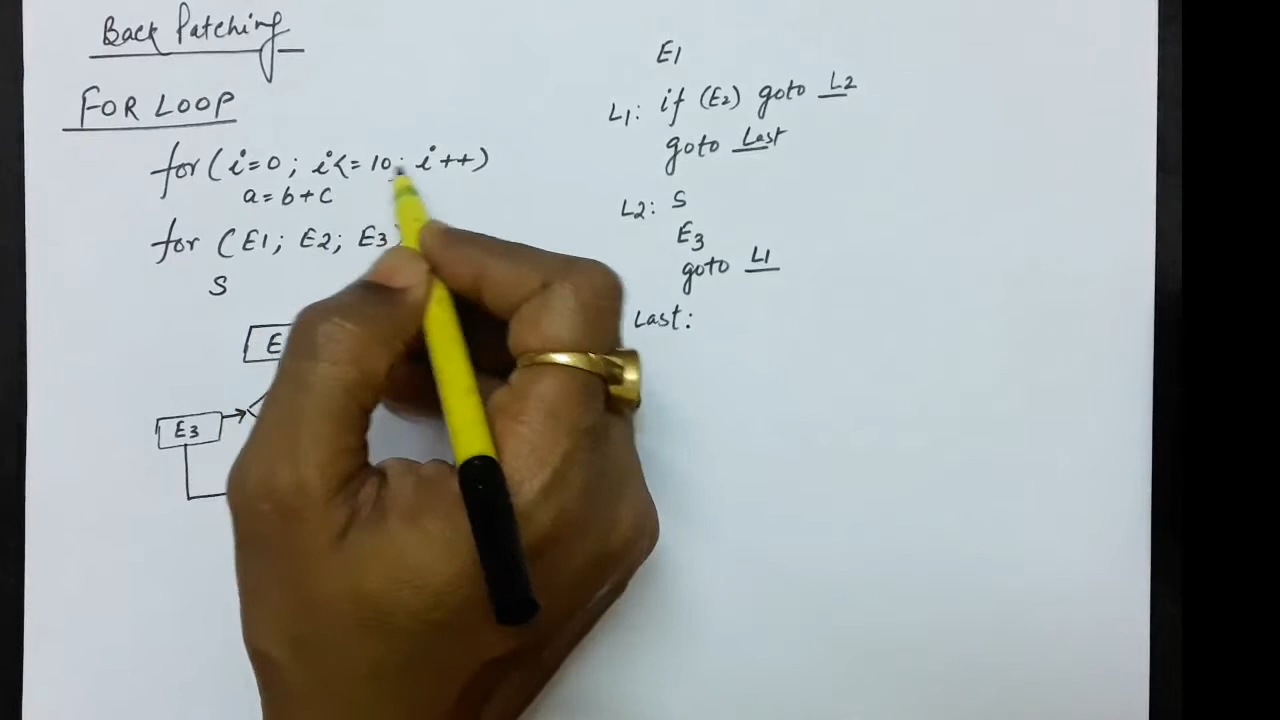 Back Patching
FOR LOOP
for ( i=0 ; i<= 10; i++)
a = b + c
for ( E1; E2; E3)
S
E
E3
E1
L1: if (E2) goto L2
goto Last
L2: S
E3
goto L1
Last: